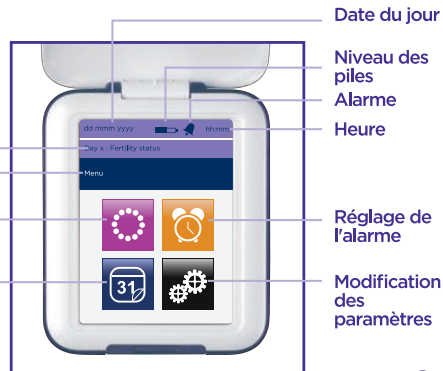 Date du jour
Niveau des
piles
Alarme
Heure
dd mmm yyyy
hh:mm
Day x : Fertility status
Menu
31
Réglage de
l'alarme
Modification
des
paramètres